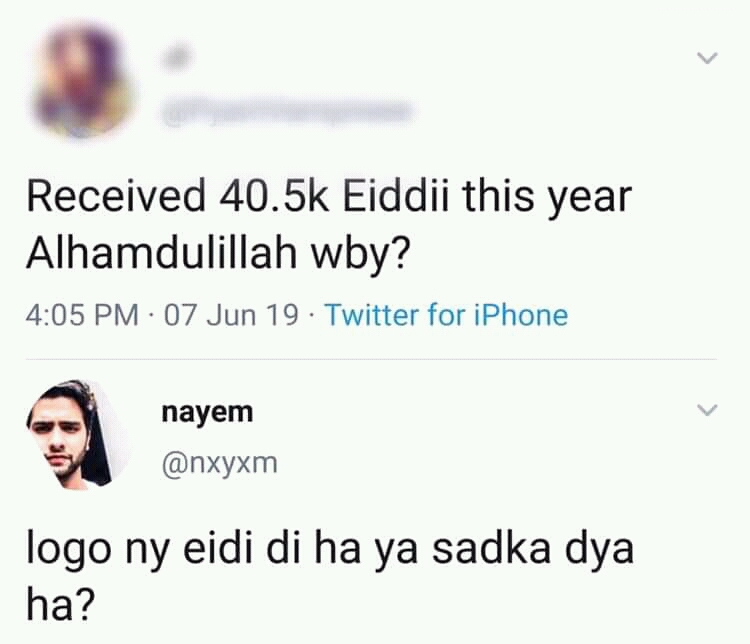 Received 40.5k Eiddii this year
Alhamdulillah wby?
4:05 PM · 07 Jun 19 · Twitter for iPhone
nayem
@nxyxm
logo ny eidi di ha ya sadka dya
ha?